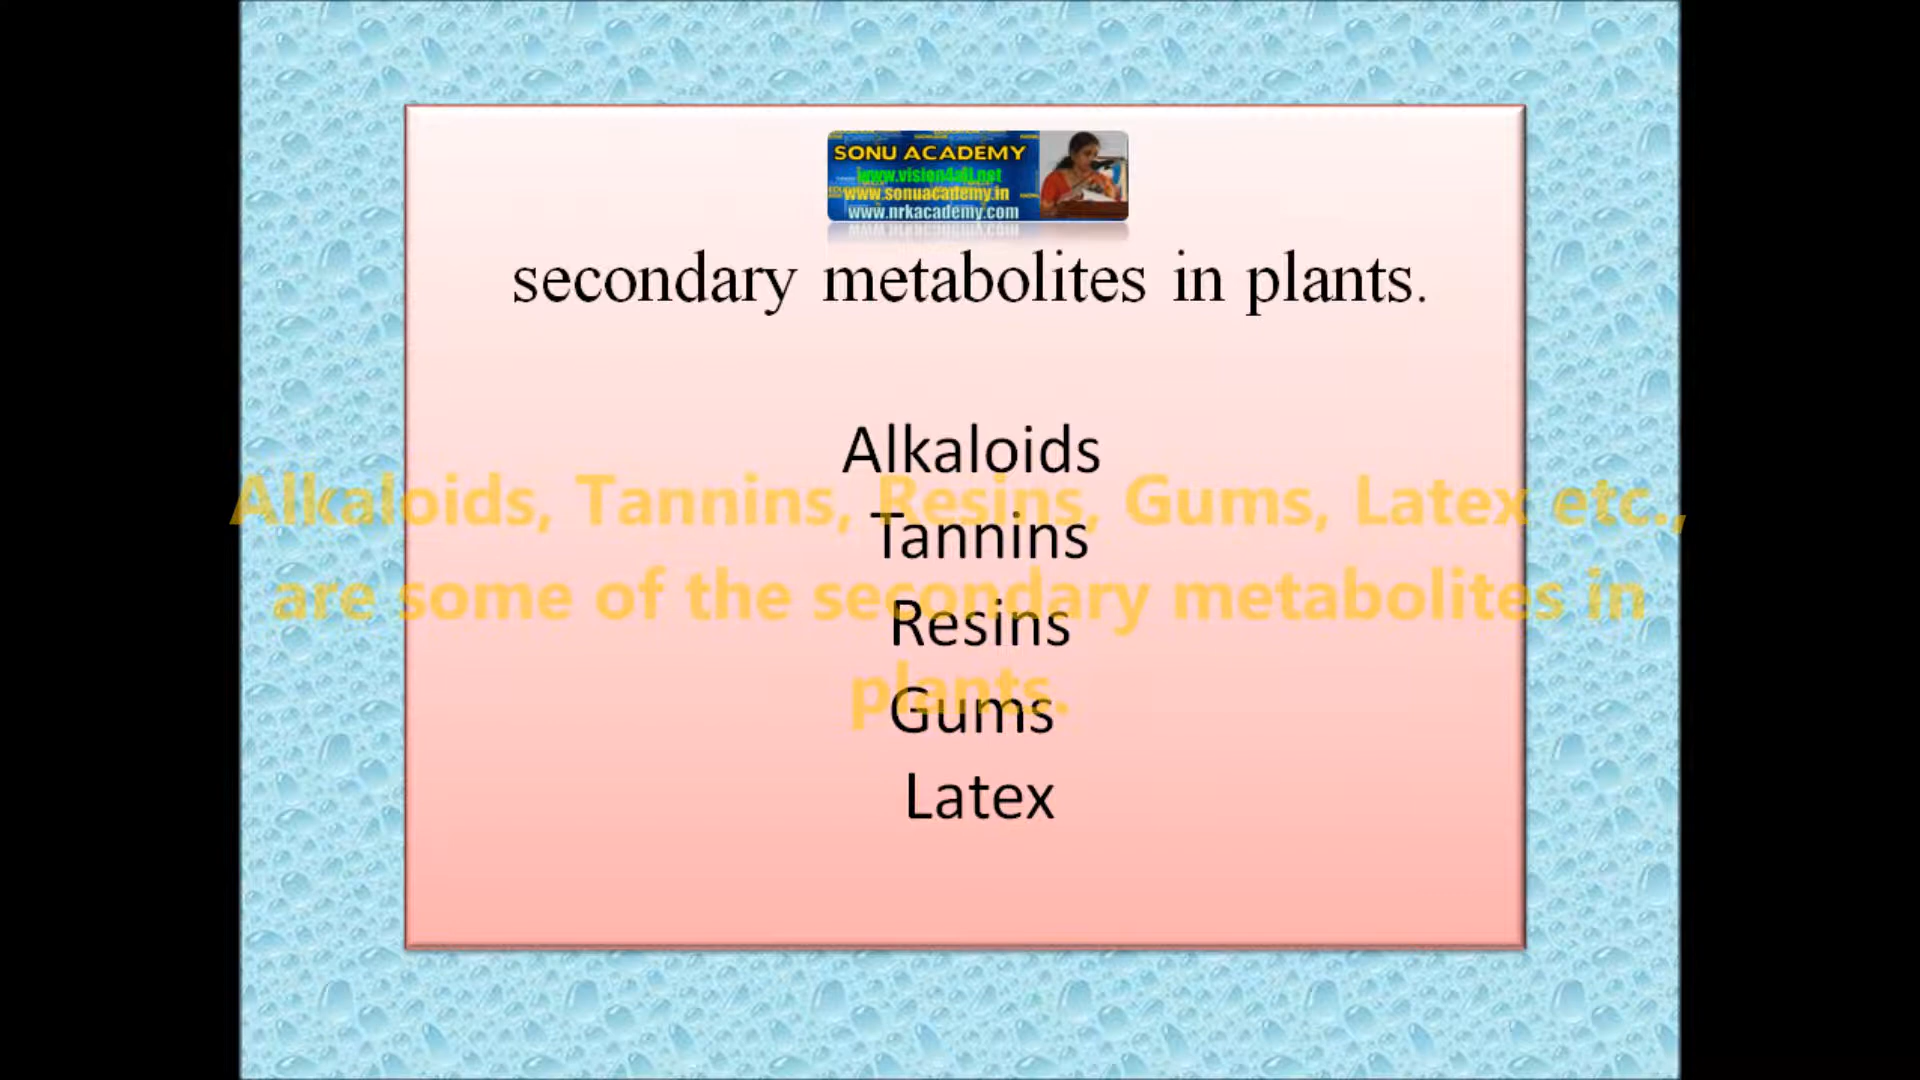 SONU ACADEMY
www.vision4all.net
www.sonuacademy.in
www.nrkacademy.com
secondary metabolites in plants.
Alkaloids
Tannins
Resins
Gums
Latex
Alkaloids, Tannins, Resins, Gums, Latex etc.,
are some of the secondary metabolites in
plants.